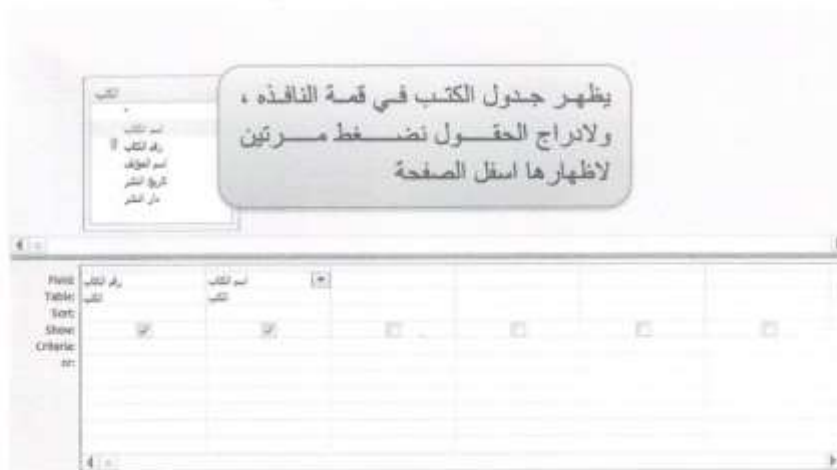 الكتب
*
اسم الكتاب
رقم الكتاب
اسم المؤلف
تاريخ النشر
دار النشر
يظهر جدول الكتب في قمة النافذه ،
ولادراج الحقول نضغط مرتين
لاظهارها اسفل الصفحة
Field: رقم الكتاب اسم الكتاب
Table: الكتب الكتب
Sort:
Show:
Criteria:
or: